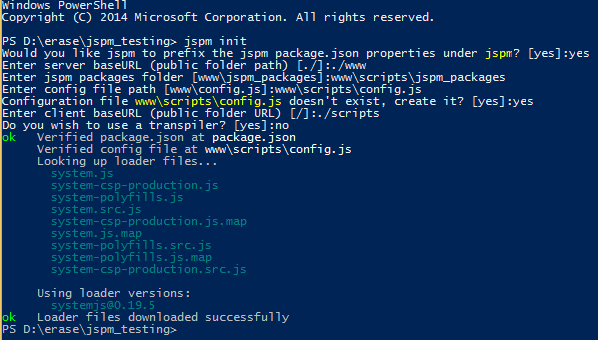 Windows PowerShell
Copyright (C) 2014 Microsoft Corporation. All rights reserved.
PS D:\erase\jspm_testing> jspm init
Would you like jspm to prefix the jspm package.json properties under jspm? [yes]:yes
Enter server baseURL (public folder path) [./]:./www
Enter jspm packages folder [www\jspm_packages]:www\scripts\jspm_packages
Enter config file path [www\config.js]:www\scripts\config.js
Configuration file www\scripts\config.js doesn't exist, create it? [yes]:yes
Enter client baseURL (public folder URL) [/]:./scripts
Do you wish to use a transpiler? [yes]:no
ok   Verified package.json at package.json
     Verified config file at www\scripts\config.js
     Looking up loader files...
       system.js
       system-csp-production.js
       system-polyfills.js
       system.src.js
       system-csp-production.js.map
       system.js.map
       system-polyfills.src.js
       system-polyfills.js.map
       system-csp-production.src.js
     Using loader versions:
       systemjs@0.19.5
ok   Loader files downloaded successfully
PS D:\erase\jspm_testing>